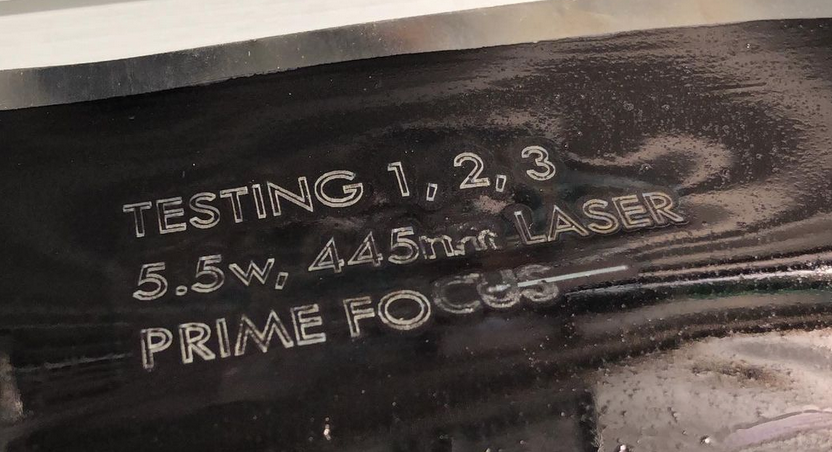 TESTING 1, 2, 3
5.5w, 445nm LASER
PRIME FOCUS